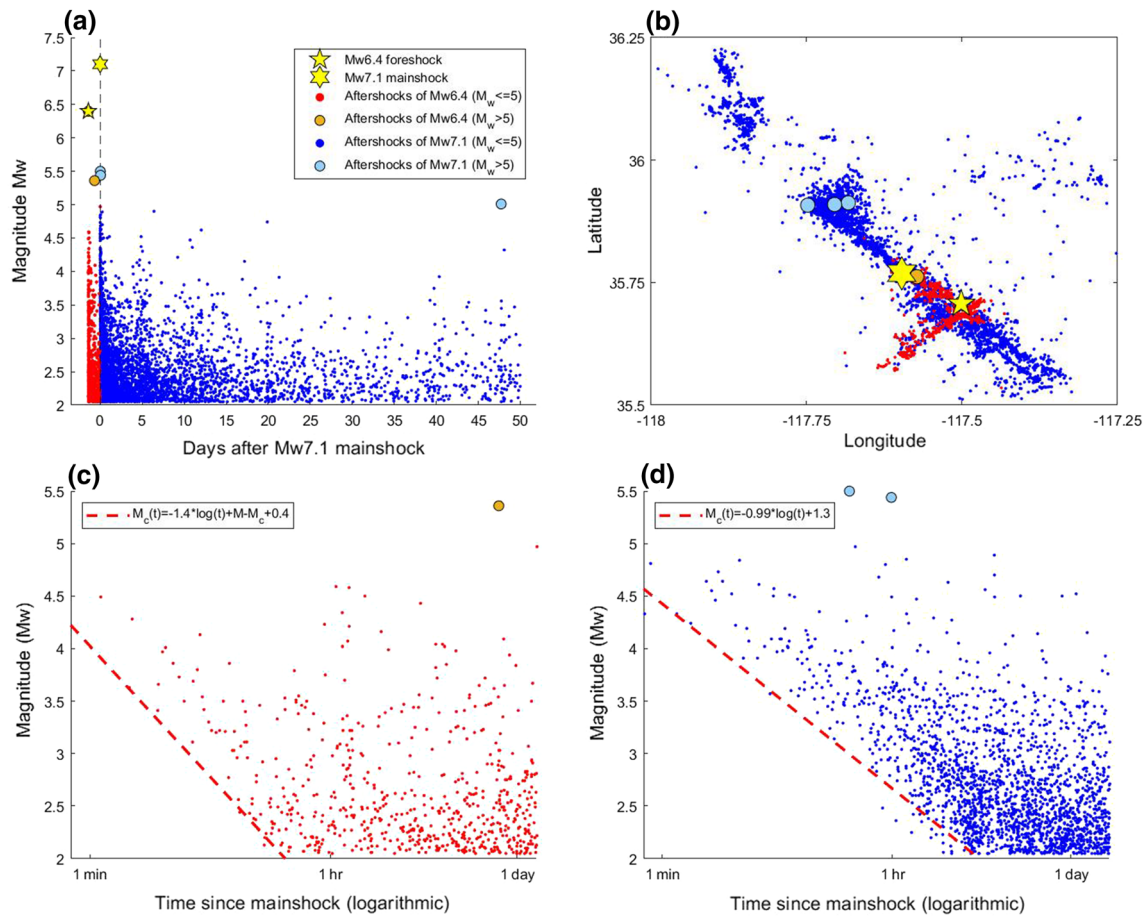 (a)
7.5
7
6.5
6
5.5
5
4.5
4
3.5
3
2.5
2
Magnitude Mw
Mw6.4 foreshock
Mw7.1 mainshock
Aftershocks of Mw6.4 (M_w<=5)
Aftershocks of Mw6.4 (M_w>5)
Aftershocks of Mw7.1 (M_w<=5)
Aftershocks of Mw7.1 (M_w>5)
0 5 10 15 20 25 30 35 40 45 50
Days after Mw7.1 mainshock
(b)
36.25
36
35.75
35.5
Latitude
-118 -117.75 -117.5 -117.25
Longitude
(c)
5.5
5
4.5
4
3.5
3
2.5
2
Magnitude (Mw)
M_c(t)=-1.4*log(t)+M-M_c+0.4
1 min 1 hr 1 day
Time since mainshock (logarithmic)
(d)
5.5
5
4.5
4
3.5
3
2.5
2
Magnitude (Mw)
M_c(t)=-0.99*log(t)+1.3
1 min 1 hr 1 day
Time since mainshock (logarithmic)